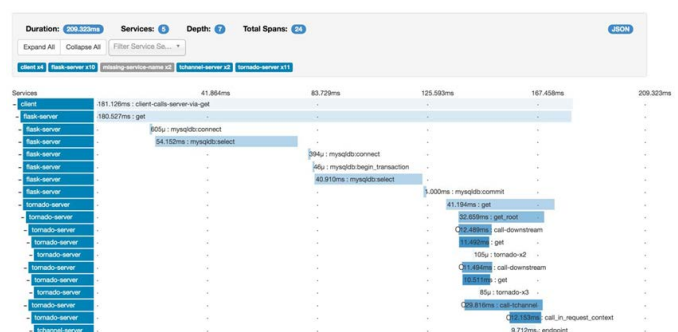 Duration: 209.323ms Services: 5 Depth: 7 Total Spans: 24 JSON
Expand All Collapse All Filter Service Se...
client x4 flask-server x10 missing-service-name x2 tchannel-server x2 tornado-server x11
Services 41.864ms 83.729ms 125.593ms 167.458ms 209.323ms
client 181.126ms : client-calls-server-via-get
flask-server 180.527ms : get
flask-server 605μ : mysqldb:connect
flask-server 54.152ms : mysqldb:select
flask-server 394μ : mysqldb:connect
flask-server 46μ : mysqldb:begin_transaction
flask-server 40.910ms : mysqldb:select
flask-server 1.000ms : mysqldb:commit
tornado-server 41.194ms : get
tornado-server 32.659ms : get_root
tornado-server 12.489ms : call-downstream
tornado-server 11.492ms : get
tornado-server 105μ : tornado-x2
tornado-server 11.494ms : call-downstream
tornado-server 10.511ms : get
tornado-server 85μ : tornado-x3
tornado-server 29.816ms : call-tchannel
tornado-server 12.153ms : call_in_request_context
tchannel-server 9.712ms : endpoint